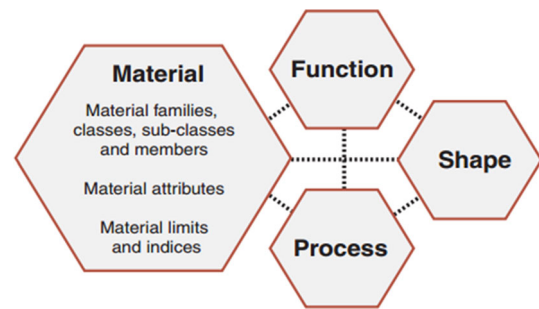 Material
Material families,
classes, sub-classes
and members
Material attributes
Material limits
and indices
Function
Shape
Process